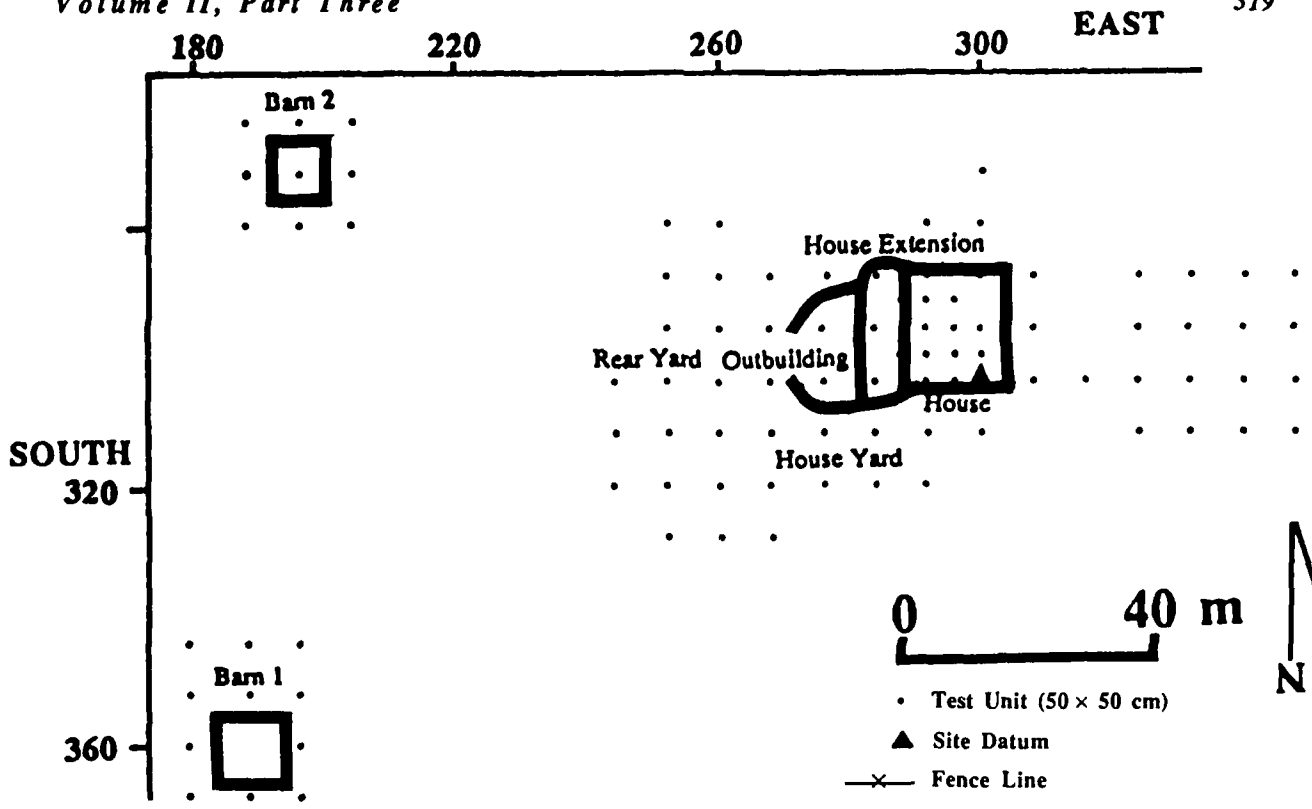 Volume II, Part Three 319
EAST
180 220 260 300
Barn 2
House Extension
Rear Yard Outbuilding
House
House Yard
SOUTH
320
0 40 m
Barn 1
N
360
· Test Unit (50 × 50 cm)
▲ Site Datum
Fence Line